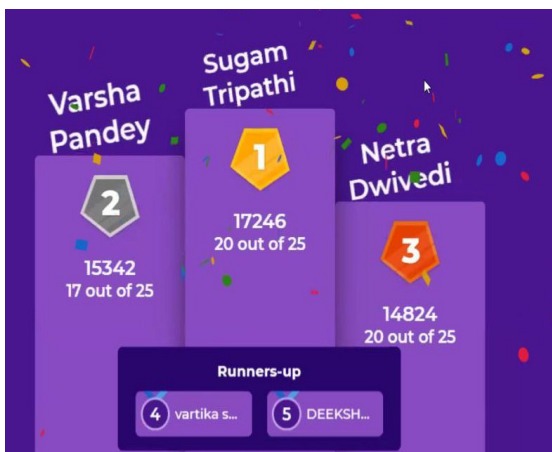 Sugam
Tripathi
1
17246
20 out of 25
Varsha
Pandey
2
15342
17 out of 25
Netra
Dwivedi
3
14824
20 out of 25
Runners-up
4 vartika s...
5 DEEKSH...